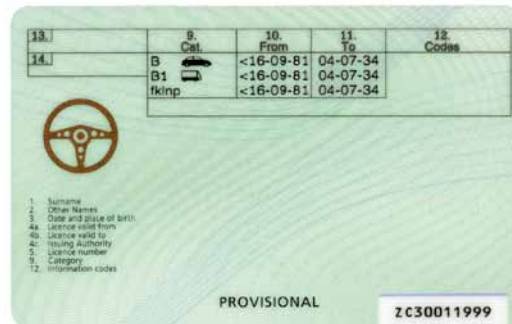 13. 9. Cat. 10. From 11. To 12. Codes
14. B <16-09-81 04-07-34
B1 <16-09-81 04-07-34
fklnp <16-09-81 04-07-34
1. Surname
2. Other Names
3. Date and place of birth
4a. Licence valid from
4b. Licence valid to
4c. Issuing Authority
5. Licence number
9. Category
12. Information codes
PROVISIONAL
ZC30011999